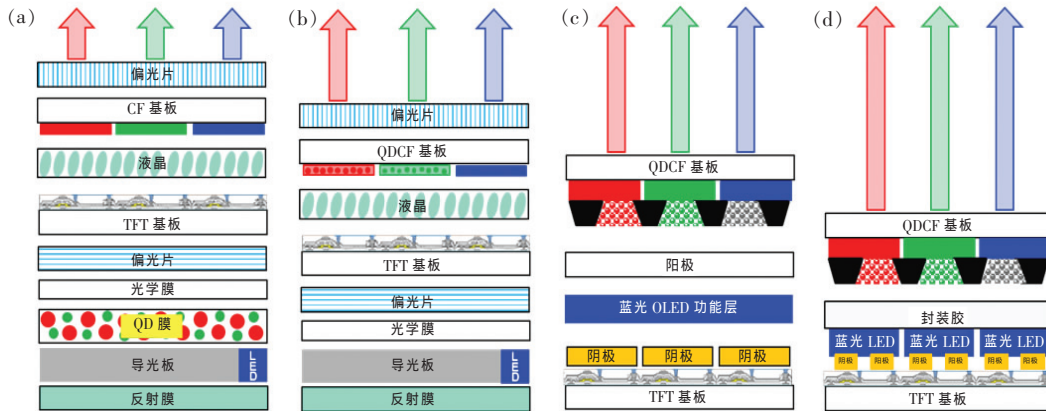 (a)
偏光片
CF 基板
液晶
TFT 基板
偏光片
光学膜
QD 膜
导光板
LED
反射膜
(b)
偏光片
QDCF 基板
液晶
TFT 基板
偏光片
光学膜
导光板
LED
反射膜
(c)
QDCF 基板
阳极
蓝光 OLED 功能层
阴极 阴极 阴极
TFT 基板
(d)
QDCF 基板
封装胶
蓝光 LED 蓝光 LED 蓝光 LED
阴极 阳极 阴极 阳极 阴极 阳极
TFT 基板